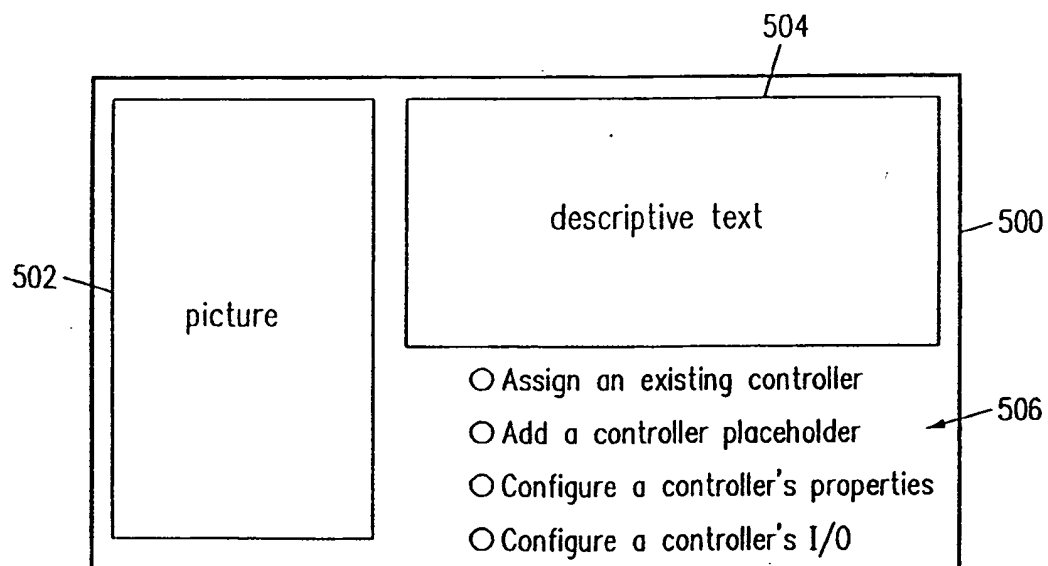 504
descriptive text
500
502
picture
Assign an existing controller
506
Add a controller placeholder
Configure a controller's properties
Configure a controller's I/O